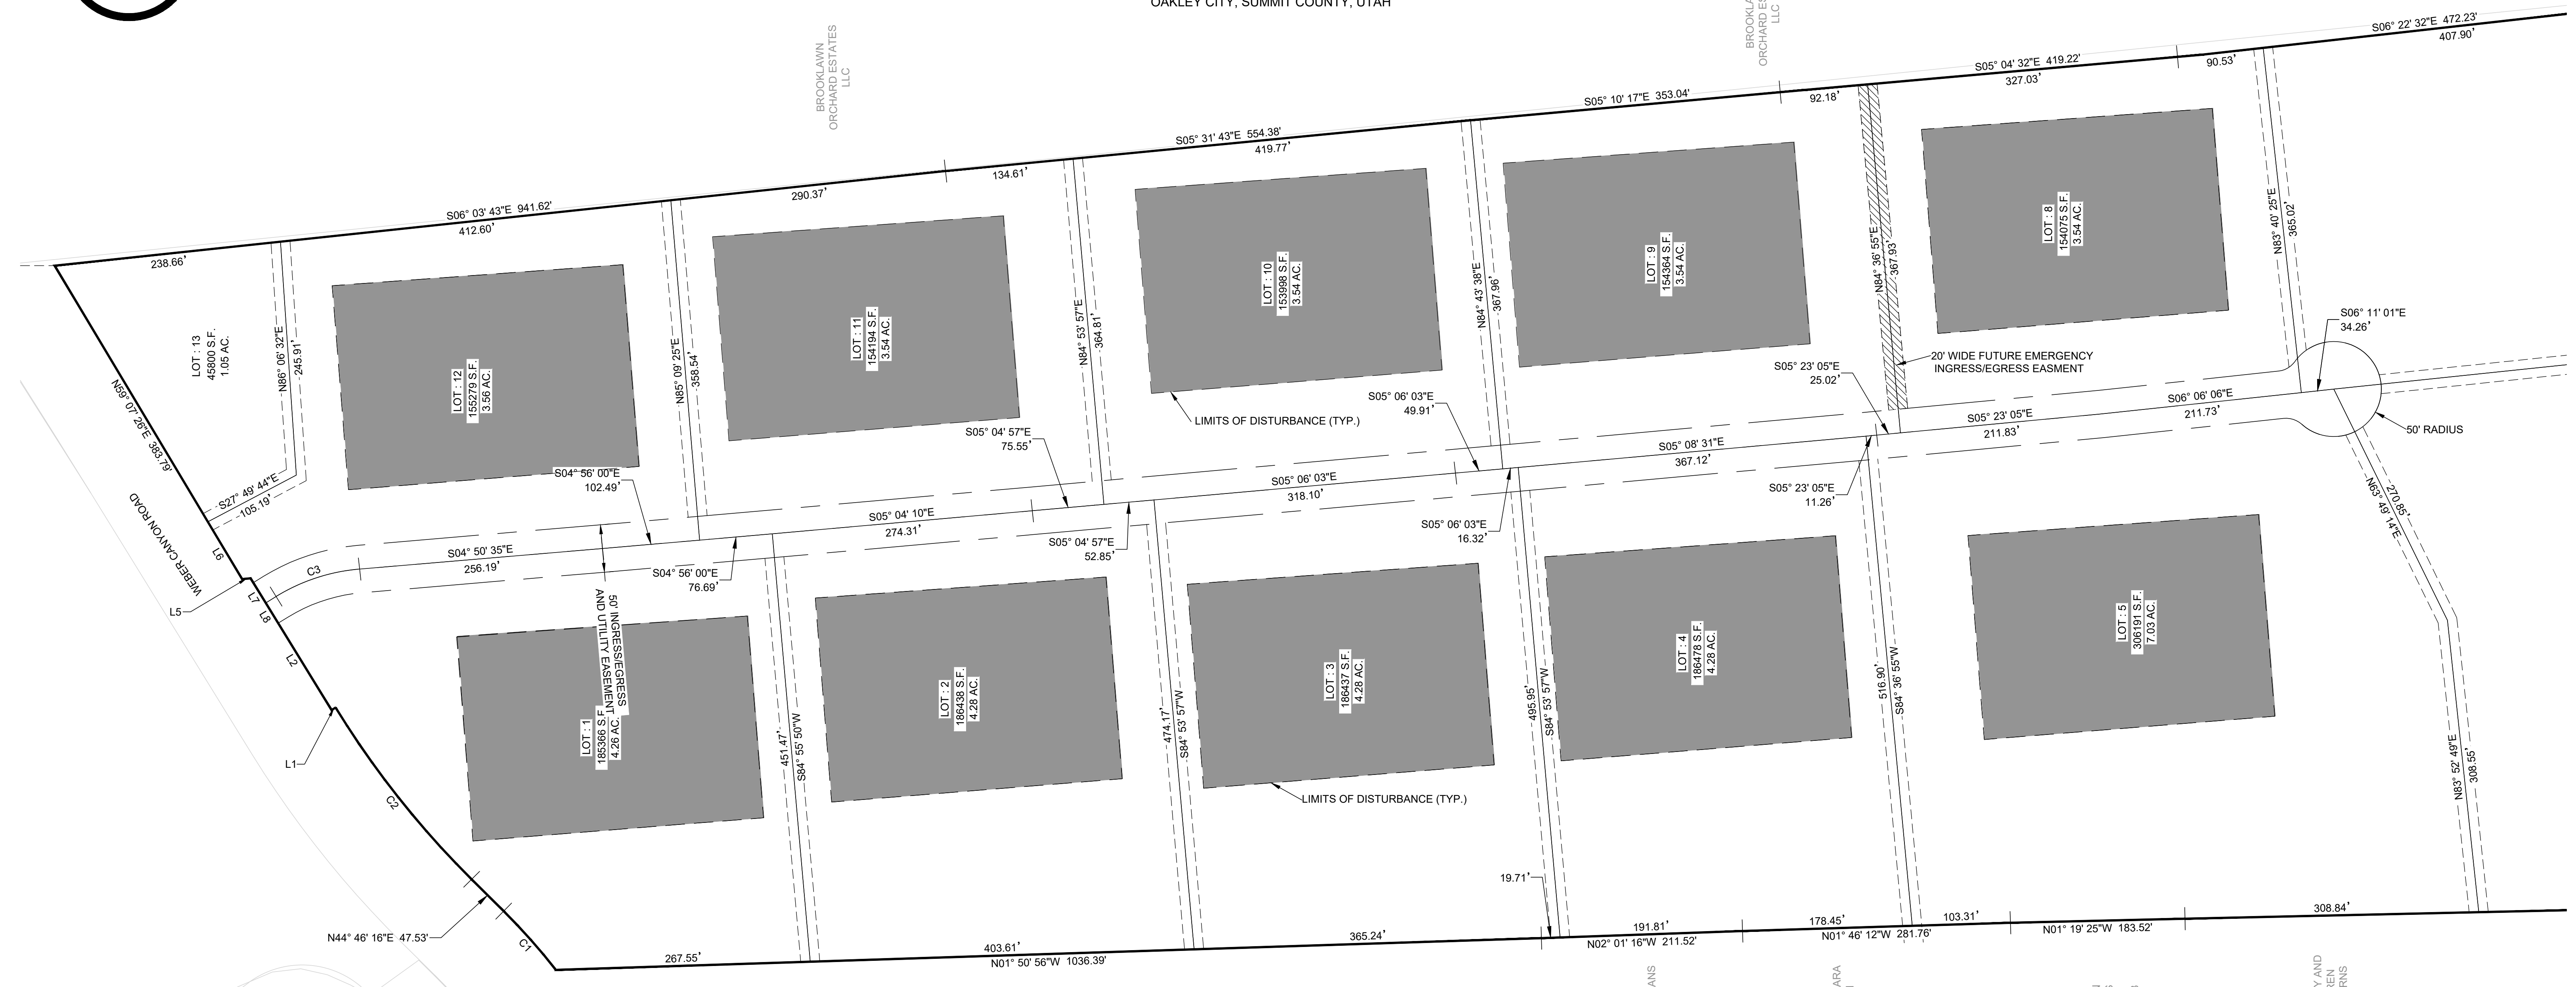 OAKLEY CITY, SUMMIT COUNTY, UTAH
BROOKLAWN
ORCHARD ESTATES
LLC
LLC
S06° 22' 32"E 472.23'
407.90'
S05° 04' 32"E 419.22'
327.03'
90.53'
S05° 10' 17"E 353.04'
92.18'
S05° 31' 43"E 554.38'
419.77'
134.61'
290.37'
S06° 03' 43"E 941.62'
412.60'
238.66'
LOT : 13
45800 S.F.
1.05 AC.
N86° 06' 32"E
245.91'
LOT : 12
155279 S.F.
3.56 AC.
N85° 09' 25"E
358.54'
LOT : 11
154194 S.F.
3.54 AC.
N84° 53' 57"E
364.81'
LOT : 10
153998 S.F.
3.54 AC.
N84° 43' 38"E
367.96'
LOT : 9
154364 S.F.
3.54 AC.
N84° 36' 55"E
367.93'
LOT : 8
154075 S.F.
3.54 AC.
N83° 40' 25"E
365.02'
S06° 11' 01"E
34.26'
20' WIDE FUTURE EMERGENCY
INGRESS/EGRESS EASMENT
LIMITS OF DISTURBANCE (TYP.)
50' RADIUS
N59° 07' 26"E 383.79'
WEBER CANYON ROAD
S27° 49' 44"E
105.19'
L6
L5
L7
L8
L2
L1
C3
S04° 50' 35"E
256.19'
S04° 56' 00"E
102.49'
S04° 56' 00"E
76.69'
S05° 04' 10"E
274.31'
S05° 04' 57"E
75.55'
S05° 04' 57"E
52.85'
S05° 06' 03"E
318.10'
S05° 06' 03"E
49.91'
S05° 06' 03"E
16.32'
S05° 08' 31"E
367.12'
S05° 23' 05"E
25.02'
S05° 23' 05"E
11.26'
S05° 23' 05"E
211.83'
S06° 06' 06"E
211.73'
50' INGRESS/EGRESS
AND UTILITY EASEMENT
LOT : 1
185366 S.F.
4.26 AC.
451.47'
S84° 55' 50"W
LOT : 2
186438 S.F.
4.28 AC.
474.17'
S84° 53' 57"W
LOT : 3
186437 S.F.
4.28 AC.
495.95'
S84° 53' 57"W
LOT : 4
186478 S.F.
4.28 AC.
516.90'
S84° 36' 55"W
LOT : 5
306191 S.F.
7.03 AC.
270.85'
N63° 49' 14"E
N83° 52' 49"E
308.55'
LIMITS OF DISTURBANCE (TYP.)
C2
C1
N44° 46' 16"E 47.53'
267.55'
403.61'
N01° 50' 56"W 1036.39'
365.24'
19.71'
191.81'
N02° 01' 16"W 211.52'
178.45'
N01° 46' 12"W 281.76'
103.31'
N01° 19' 25"W 183.52'
308.84'